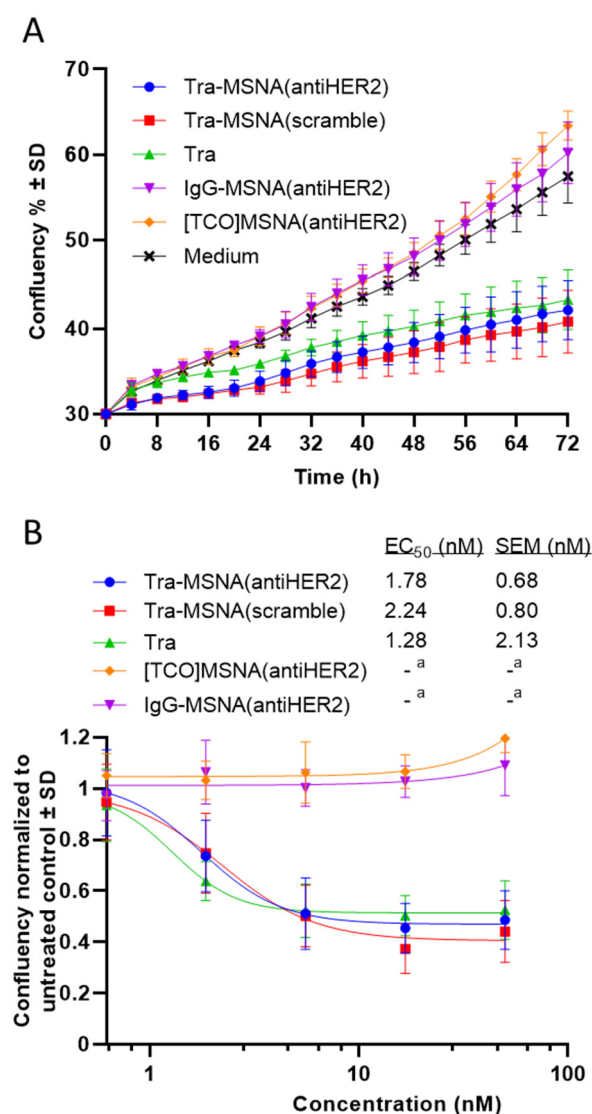 A
70
60
50
40
30
Confluency % ± SD
Tra-MSNA(antiHER2)
Tra-MSNA(scramble)
Tra
IgG-MSNA(antiHER2)
[TCO]MSNA(antiHER2)
Medium
0 8 16 24 32 40 48 56 64 72
Time (h)
B
EC50 (nM) SEM (nM)
Tra-MSNA(antiHER2) 1.78 0.68
Tra-MSNA(scramble) 2.24 0.80
Tra 1.28 2.13
[TCO]MSNA(antiHER2) -a -a
IgG-MSNA(antiHER2) -a -a
1.2
1
0.8
0.6
0.4
0.2
0
Confluency normalized to
untreated control ± SD
1 10 100
Concentration (nM)